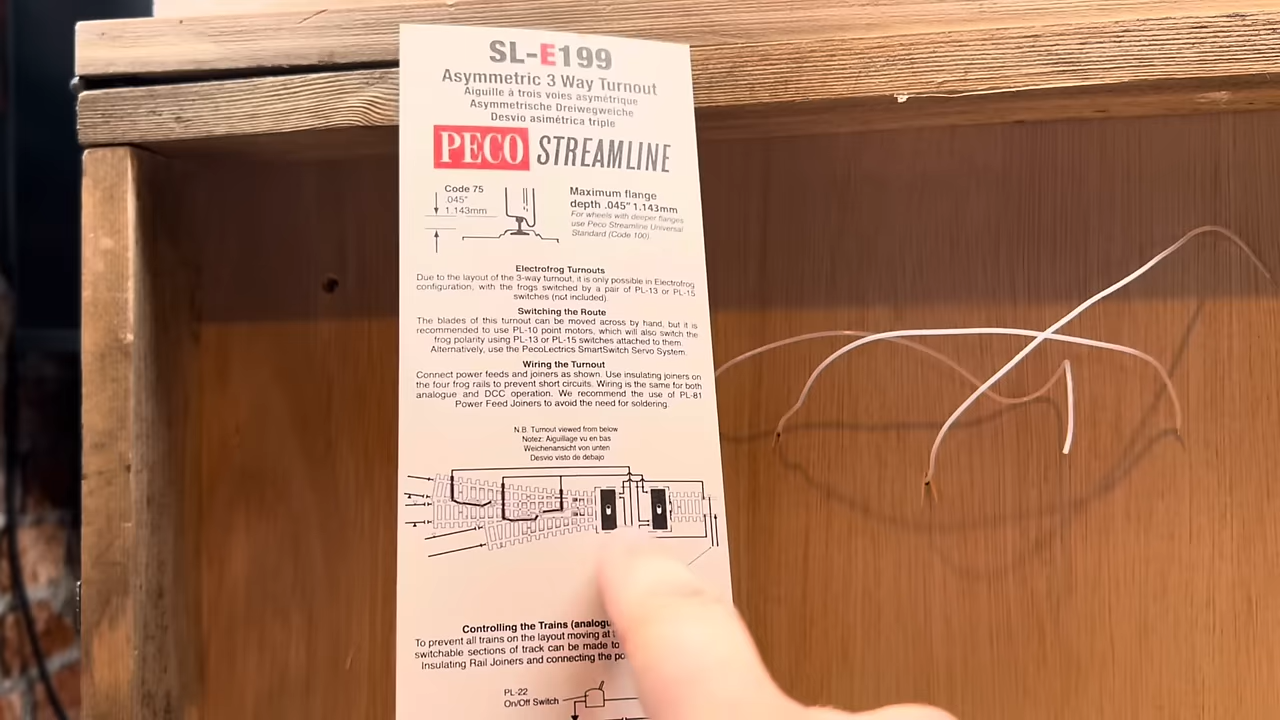 SL-E199
Asymmetric 3 Way Turnout
Aiguille à trois voies asymétrique
Asymmetrische Dreiwegweiche
Desvio asimétrica triple
PECO STREAMLINE
Code 75
.045"
1.143mm
Maximum flange
depth .045" 1.143mm
For wheels with deeper flanges
use Peco Streamline Universal
Standard (Code 100)
Electrofrog Turnouts
Due to the layout of the 3-way turnout, it is only possible in Electrofrog
configuration, with the frogs switched by a pair of PL-13 or PL-15
switches (not included)
Switching the Route
The blades of this turnout can be moved across by hand, but it is
recommended to use PL-10 point motors, which will also switch the
frog polarity using PL-13 or PL-15 switches attached to them.
Alternatively, use the PecoLectrics SmartSwitch Servo System.
Wiring the Turnout
Connect power feeds and joiners as shown. Use insulating joiners on
the four frog rails to prevent short circuits. Wiring is the same for both
analogue and DCC operation. We recommend the use of PL-81
Power Feed Joiners to avoid the need for soldering.
N.B. Turnout viewed from below
Notez: Aiguillage vu en bas
Weichenansicht von unten
Desvio visto de debajo
Controlling the Trains (analogu
To prevent all trains on the layout moving at
switchable sections of track can be made to
Insulating Rail Joiners and connecting the po
PL-22
On/Off Switch